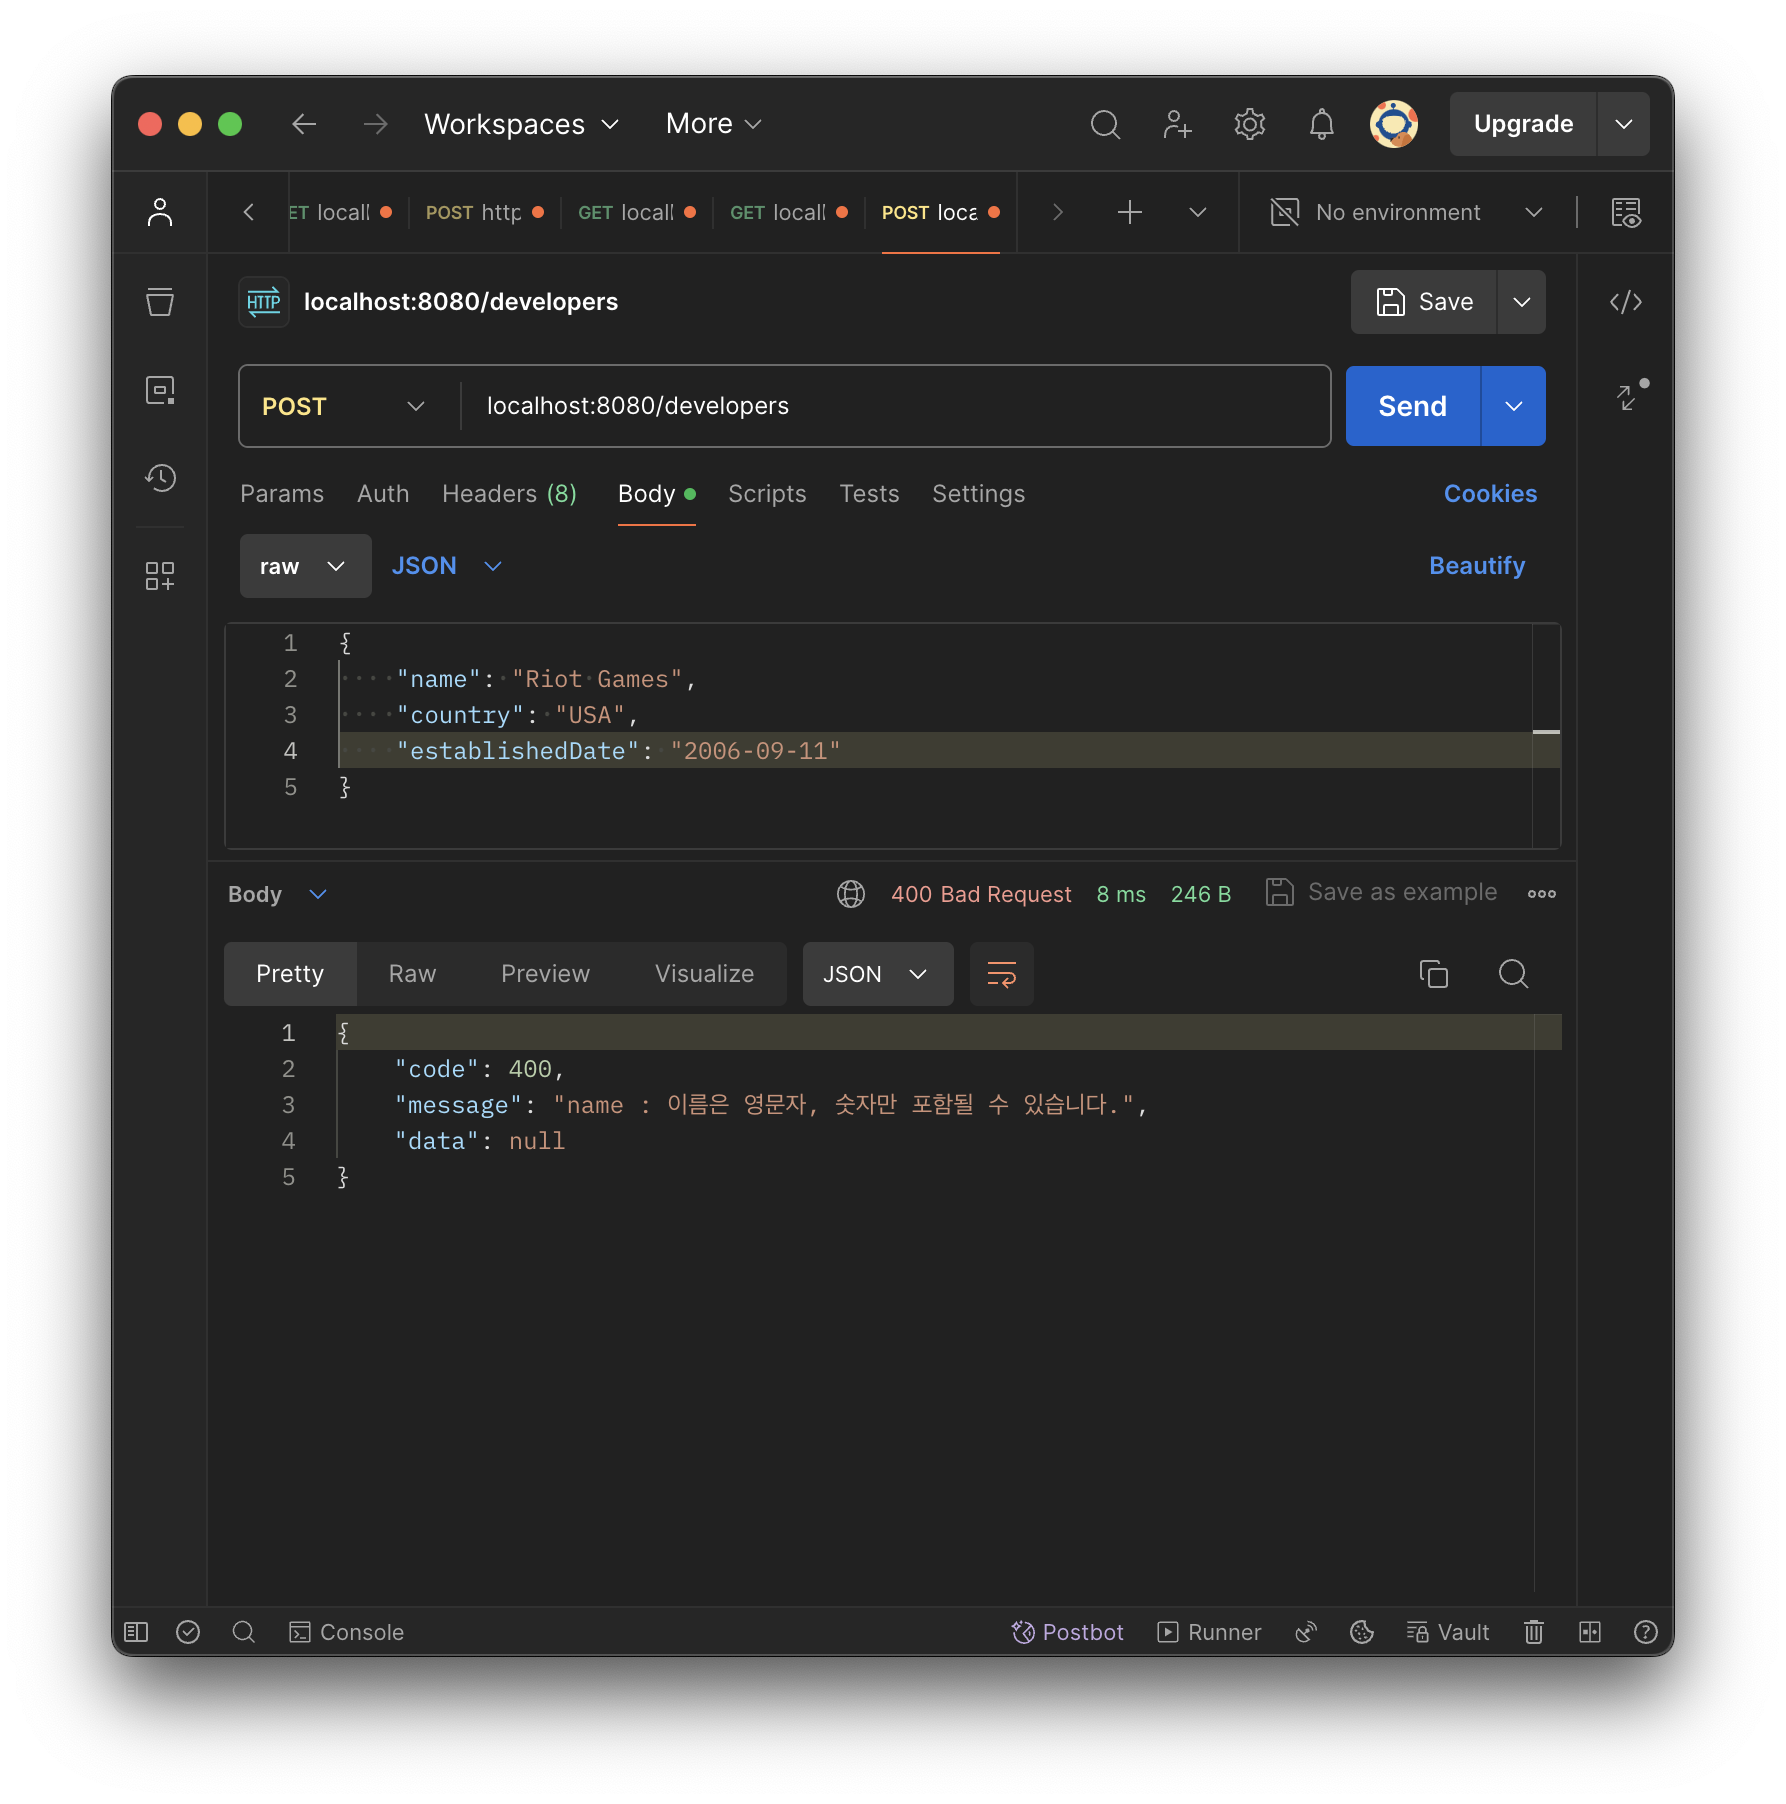 Workspaces More Upgrade
ET locall POST http GET locall GET locall POST loca No environment
HTTP localhost:8080/developers Save
POST localhost:8080/developers Send
Params Auth Headers (8) Body Scripts Tests Settings Cookies
raw JSON Beautify
1 {
2 "name": "Riot Games",
3 "country": "USA",
4 "establishedDate": "2006-09-11"
5 }
Body 400 Bad Request 8 ms 246 B Save as example
Pretty Raw Preview Visualize JSON
1 {
2 "code": 400,
3 "message": "name : 이름은 영문자, 숫자만 포함될 수 있습니다.",
4 "data": null
5 }
Console Postbot Runner Vault